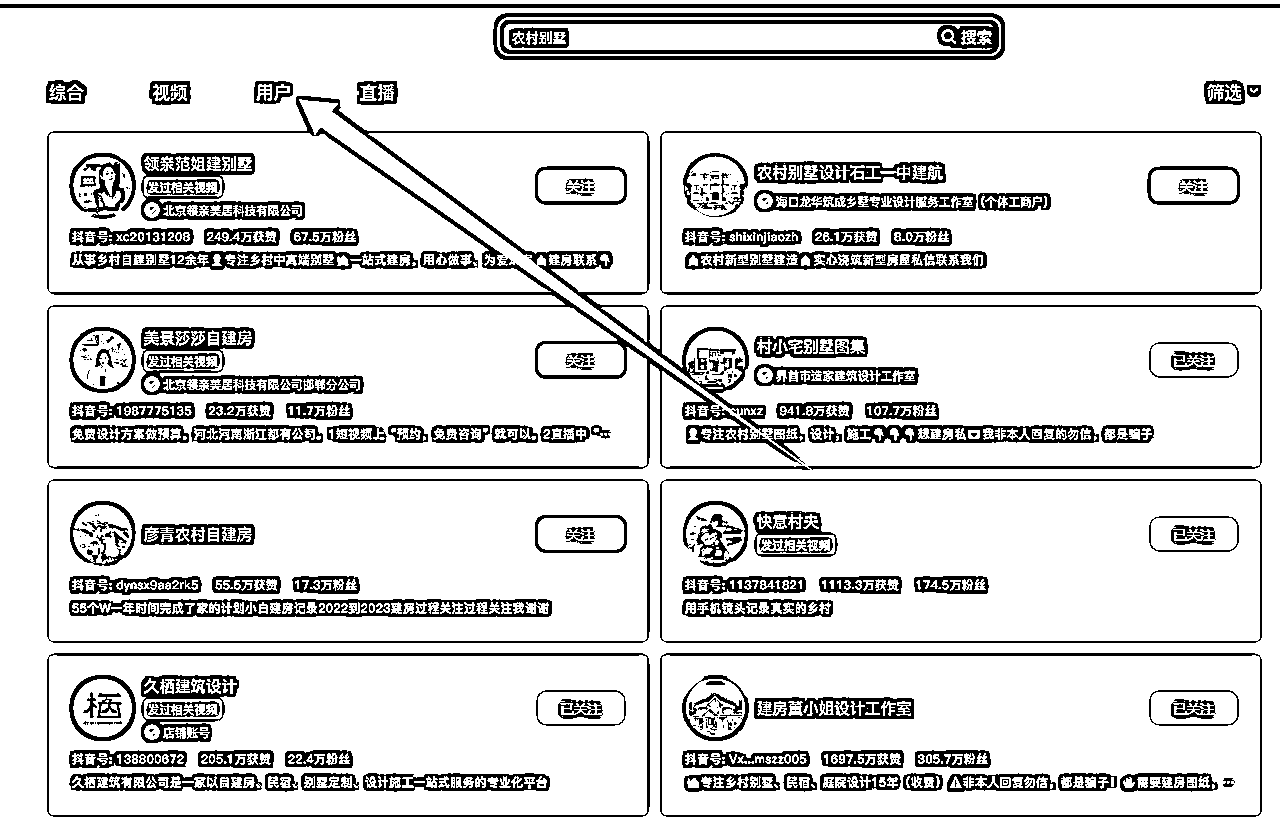 农村别墅
搜索
综合 视频 用户 直播 筛选
领亲范姐建别墅
发过相关视频
北京领亲美居科技有限公司
关注
抖音号: xc20131208 249.4万获赞 67.5万粉丝
从事乡村自建别墅12余年 专注乡村中高端别墅 一站式建房，用心做事，为爱 建房联系
农村别墅设计石工一中建航
海口龙华筑成乡墅专业设计服务工作室（个体工商户）
关注
抖音号: shixinjiaozh 26.1万获赞 8.0万粉丝
农村新型别墅建造 实心浇筑新型房屋私信联系我们
美景莎莎自建房
发过相关视频
北京领亲美居科技有限公司邯郸分公司
关注
抖音号: 1987775135 23.2万获赞 11.7万粉丝
免费设计方案做预算。河北河南浙江都有公司。1短视频上“预约，免费咨询”就可以。2直播中“...
村小宅别墅图集
界首市造家建筑设计工作室
已关注
抖音号: sunxz 941.8万获赞 107.7万粉丝
专注农村别墅图纸，设计，施工 想建房私 我非本人回复的勿信，都是骗子
彦青农村自建房
关注
抖音号: dynsx9aa2rk5 55.5万获赞 17.3万粉丝
55个W一年时间完成了家的计划小白建房记录2022到2023建房过程关注过程关注我谢谢
快意村夫
发过相关视频
已关注
抖音号: 1137841821 1113.3万获赞 174.5万粉丝
用手机镜头记录真实的乡村
久栖建筑设计
发过相关视频
店铺账号
已关注
抖音号: 138800672 205.1万获赞 22.4万粉丝
久栖建筑有限公司是一家以自建房、民宿、别墅定制、设计施工一站式服务的专业化平台
栖
建房董小姐设计工作室
已关注
抖音号: Vx...mszz005 1697.5万获赞 305.7万粉丝
专注乡村别墅、民宿、庭院设计15年（收费） 非本人回复勿信，都是骗子！ 需要建房图纸，...